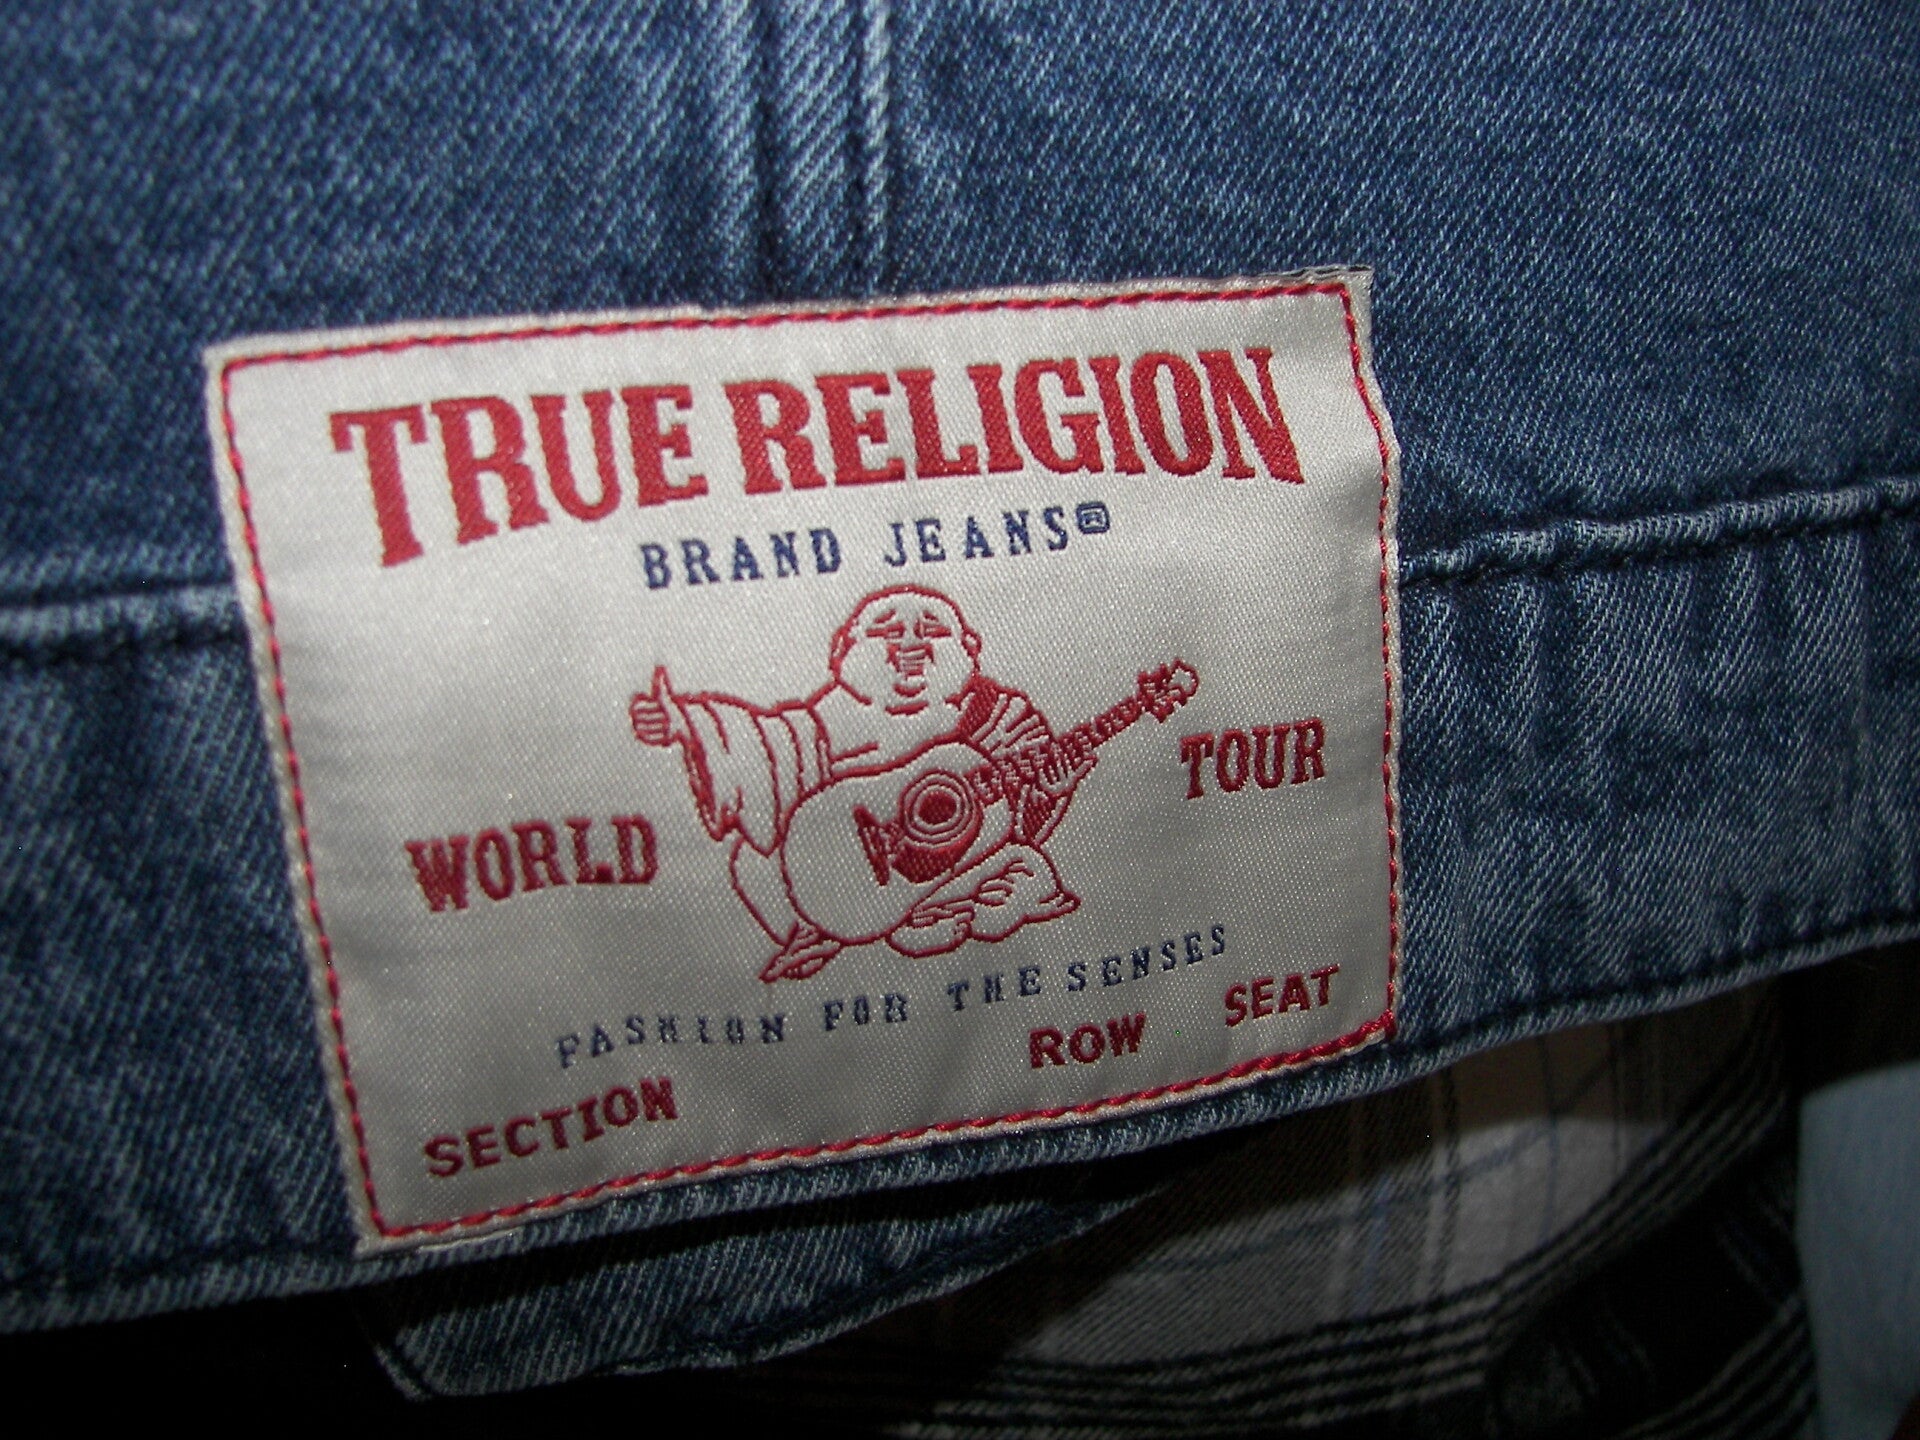 TRUE RELIGION
BRAND JEANS®
WORLD TOUR
FASHION FOR THE SENSES
SECTION ROW SEAT